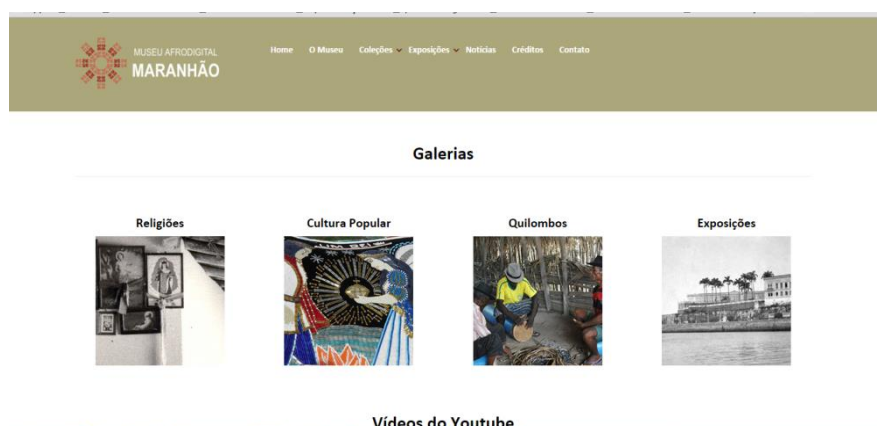 MUSEU AFRODIGITAL
MARANHÃO
Home O Museu Coleções Exposições Notícias Créditos Contato
Galerias
Religiões Cultura Popular Quilombos Exposições
Vídeos do Youtube